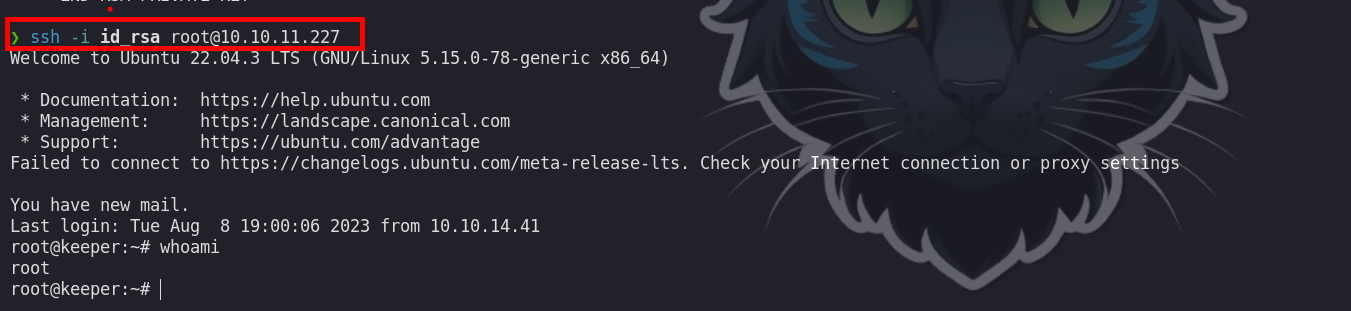 ❯ ssh -i id_rsa root@10.10.11.227
Welcome to Ubuntu 22.04.3 LTS (GNU/Linux 5.15.0-78-generic x86_64)
* Documentation:  https://help.ubuntu.com
* Management:     https://landscape.canonical.com
* Support:        https://ubuntu.com/advantage
Failed to connect to https://changelogs.ubuntu.com/meta-release-lts. Check your Internet connection or proxy settings
You have new mail.
Last login: Tue Aug  8 19:00:06 2023 from 10.10.14.41
root@keeper:~# whoami
root
root@keeper:~#